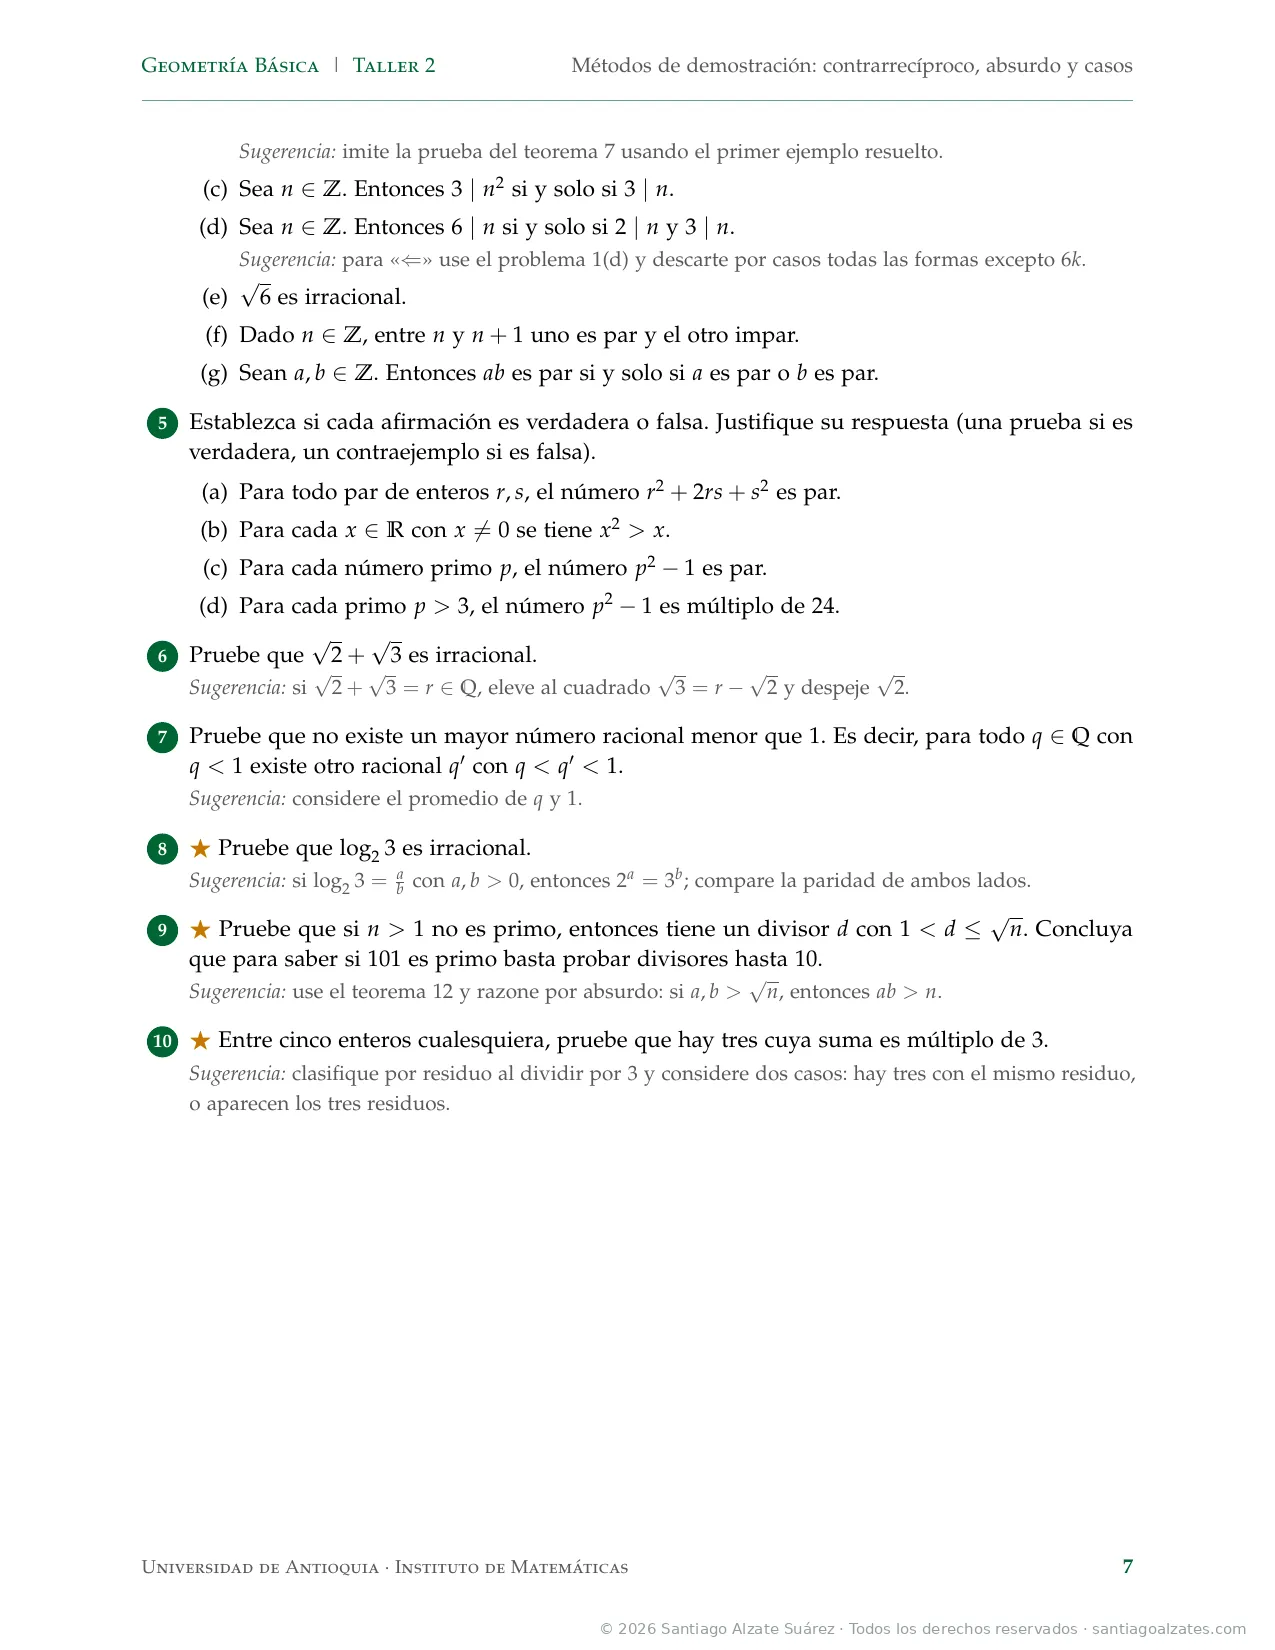 Geometría Básica | Taller 2 Métodos de demostración: contrarrecíproco, absurdo y casos
Sugerencia: imite la prueba del teorema 7 usando el primer ejemplo resuelto.
(c) Sea n ∈ ℤ. Entonces 3 | n² si y solo si 3 | n.
(d) Sea n ∈ ℤ. Entonces 6 | n si y solo si 2 | n y 3 | n.
Sugerencia: para «⇐» use el problema 1(d) y descarte por casos todas las formas excepto 6k.
(e) √6 es irracional.
(f) Dado n ∈ ℤ, entre n y n + 1 uno es par y el otro impar.
(g) Sean a, b ∈ ℤ. Entonces ab es par si y solo si a es par o b es par.
5 Establezca si cada afirmación es verdadera o falsa. Justifique su respuesta (una prueba si es
verdadera, un contraejemplo si es falsa).
(a) Para todo par de enteros r, s, el número r² + 2rs + s² es par.
(b) Para cada x ∈ ℝ con x ≠ 0 se tiene x² > x.
(c) Para cada número primo p, el número p² − 1 es par.
(d) Para cada primo p > 3, el número p² − 1 es múltiplo de 24.
6 Pruebe que √2 + √3 es irracional.
Sugerencia: si √2 + √3 = r ∈ ℚ, eleve al cuadrado √3 = r − √2 y despeje √2.
7 Pruebe que no existe un mayor número racional menor que 1. Es decir, para todo q ∈ ℚ con
q < 1 existe otro racional q′ con q < q′ < 1.
Sugerencia: considere el promedio de q y 1.
8 ★ Pruebe que log₂ 3 es irracional.
Sugerencia: si log₂ 3 = a/b con a, b > 0, entonces 2ᵃ = 3ᵇ; compare la paridad de ambos lados.
9 ★ Pruebe que si n > 1 no es primo, entonces tiene un divisor d con 1 < d ≤ √n. Concluya
que para saber si 101 es primo basta probar divisores hasta 10.
Sugerencia: use el teorema 12 y razone por absurdo: si a, b > √n, entonces ab > n.
10 ★ Entre cinco enteros cualesquiera, pruebe que hay tres cuya suma es múltiplo de 3.
Sugerencia: clasifique por residuo al dividir por 3 y considere dos casos: hay tres con el mismo residuo,
o aparecen los tres residuos.
Universidad de Antioquia · Instituto de Matemáticas 7
© 2026 Santiago Alzate Suárez · Todos los derechos reservados · santiagoalzates.com